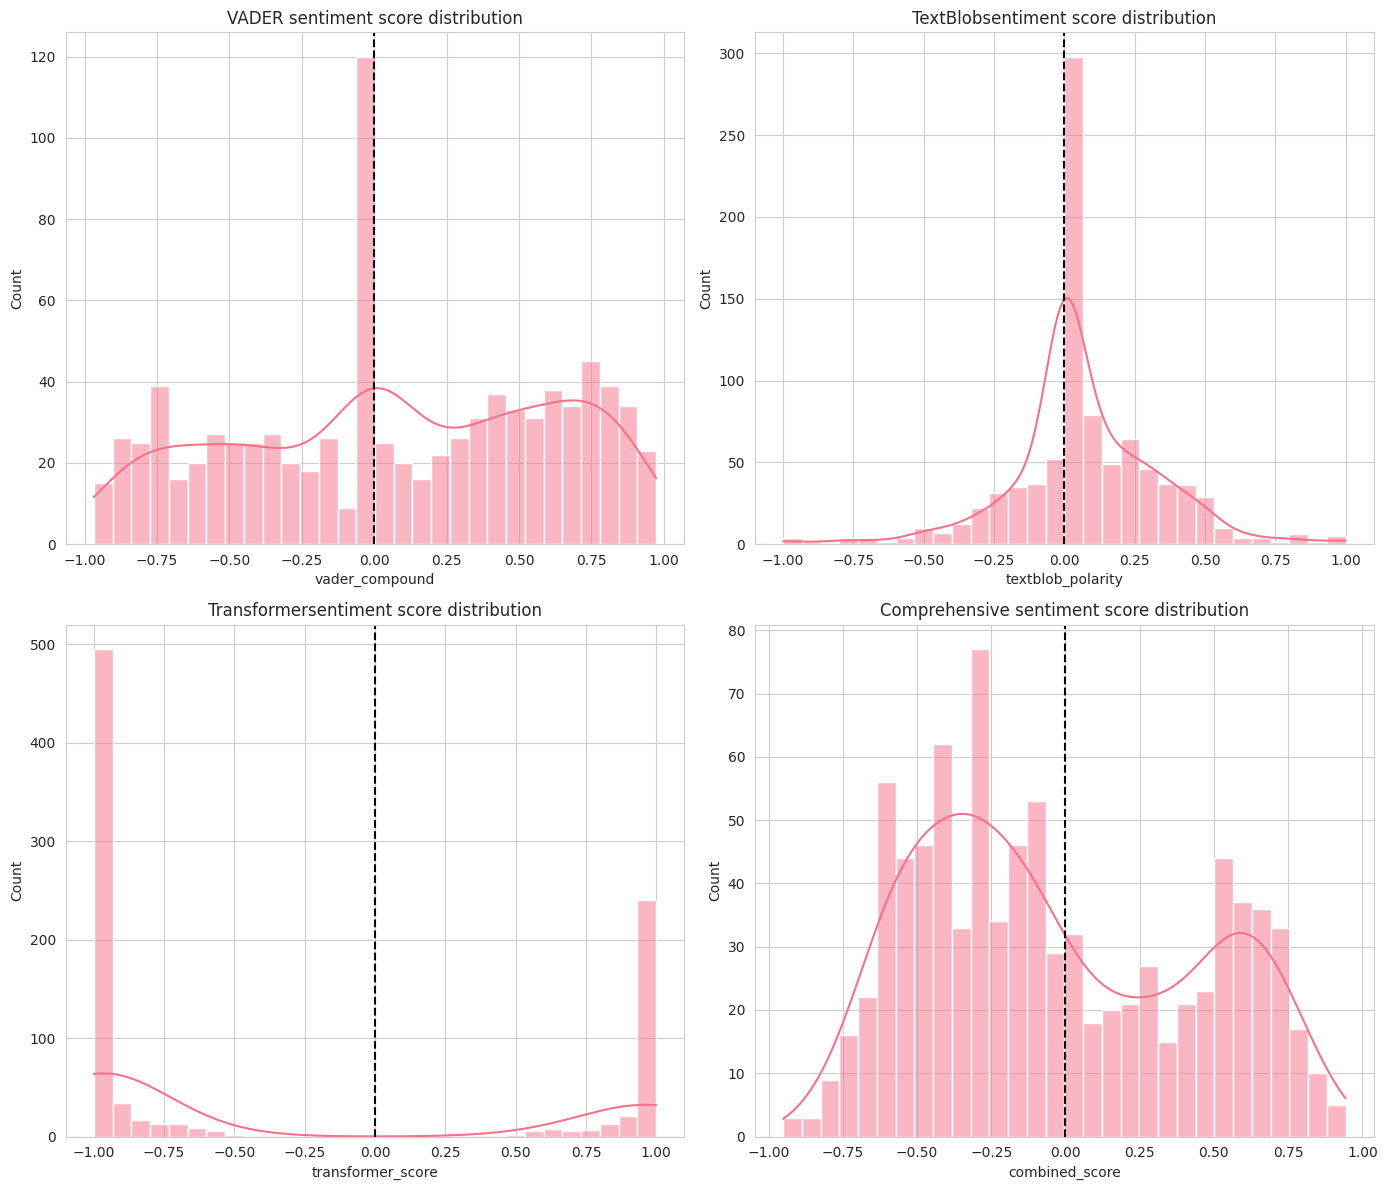 VADER sentiment score distribution
120
100
80
60
40
20
0
Count
−1.00 −0.75 −0.50 −0.25 0.00 0.25 0.50 0.75 1.00
vader_compound
TextBlobsentiment score distribution
300
250
200
150
100
50
0
Count
−1.00 −0.75 −0.50 −0.25 0.00 0.25 0.50 0.75 1.00
textblob_polarity
Transformersentiment score distribution
500
400
300
200
100
0
Count
−1.00 −0.75 −0.50 −0.25 0.00 0.25 0.50 0.75 1.00
transformer_score
Comprehensive sentiment score distribution
80
70
60
50
40
30
20
10
0
Count
−1.00 −0.75 −0.50 −0.25 0.00 0.25 0.50 0.75 1.00
combined_score